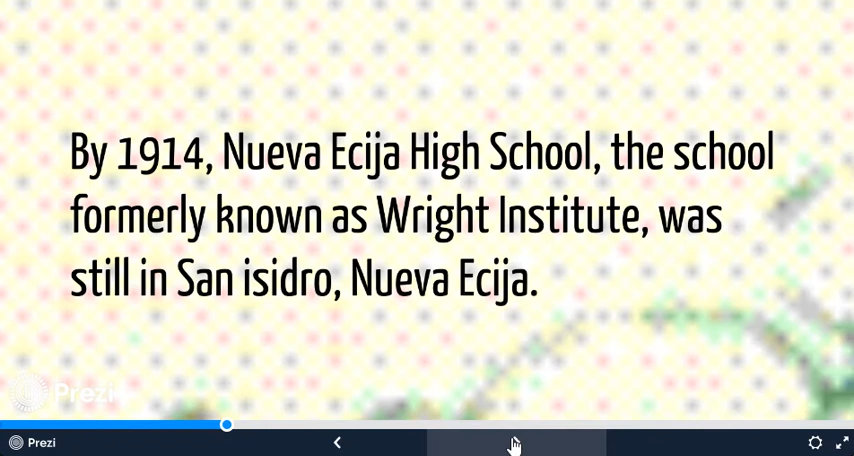 By 1914, Nueva Ecija High School, the school
formerly known as Wright Institute, was
still in San isidro, Nueva Ecija.
Prezi
Prezi